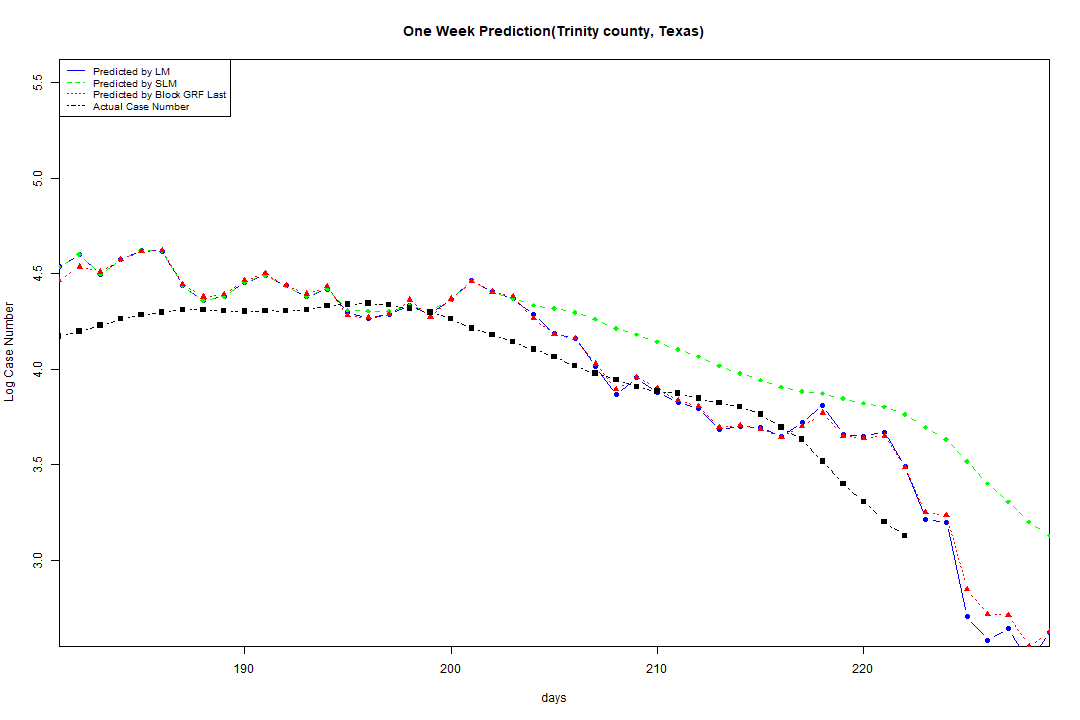 One Week Prediction(Trinity county, Texas)
Predicted by LM
Predicted by SLM
Predicted by Block GRF Last
Actual Case Number
5.5
5.0
4.5
4.0
3.5
3.0
Log Case Number
190
200
210
220
days